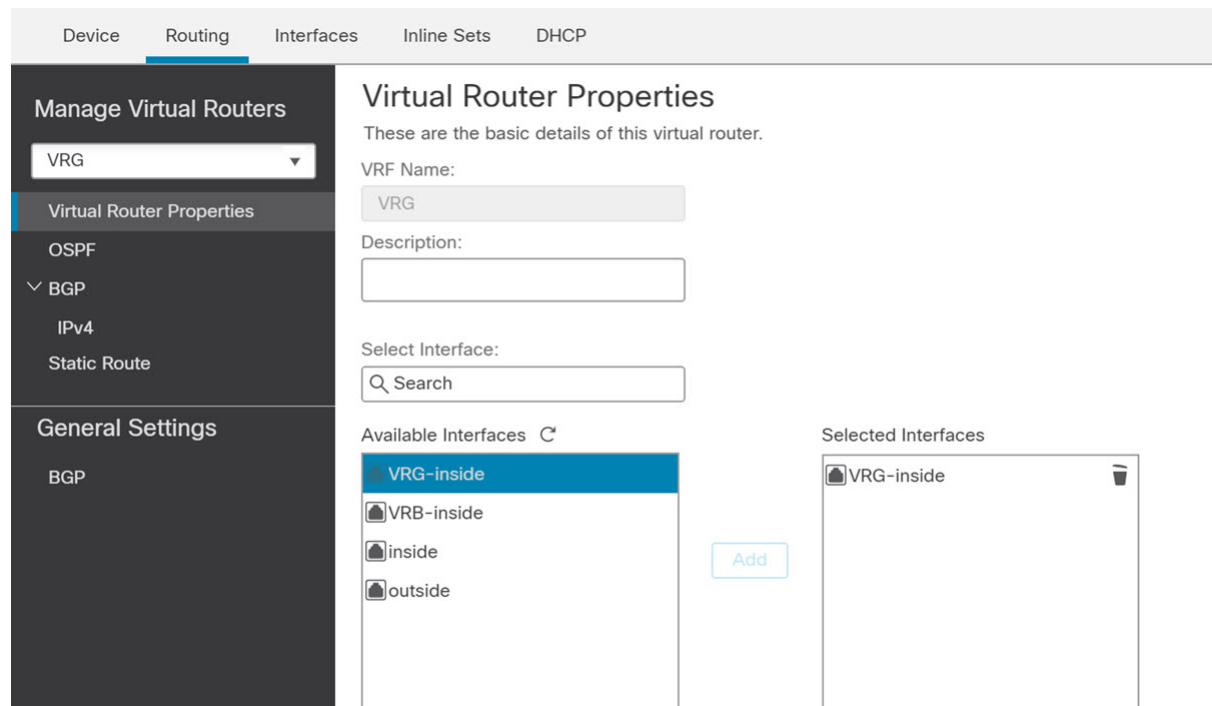 Device Routing Interfaces Inline Sets DHCP
Manage Virtual Routers
VRG
Virtual Router Properties
OSPF
BGP
IPv4
Static Route
General Settings
BGP
Virtual Router Properties
These are the basic details of this virtual router.
VRF Name:
VRG
Description:
Select Interface:
Search
Available Interfaces
VRG-inside
VRB-inside
inside
outside
Add
Selected Interfaces
VRG-inside